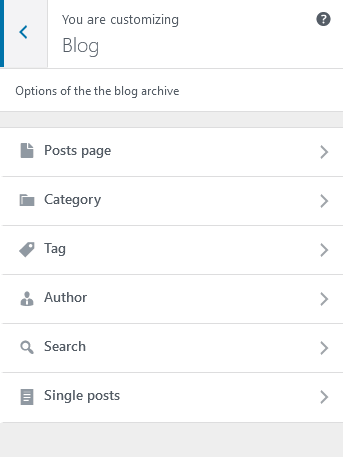 You are customizing
Blog
Options of the the blog archive
Posts page
Category
Tag
Author
Search
Single posts